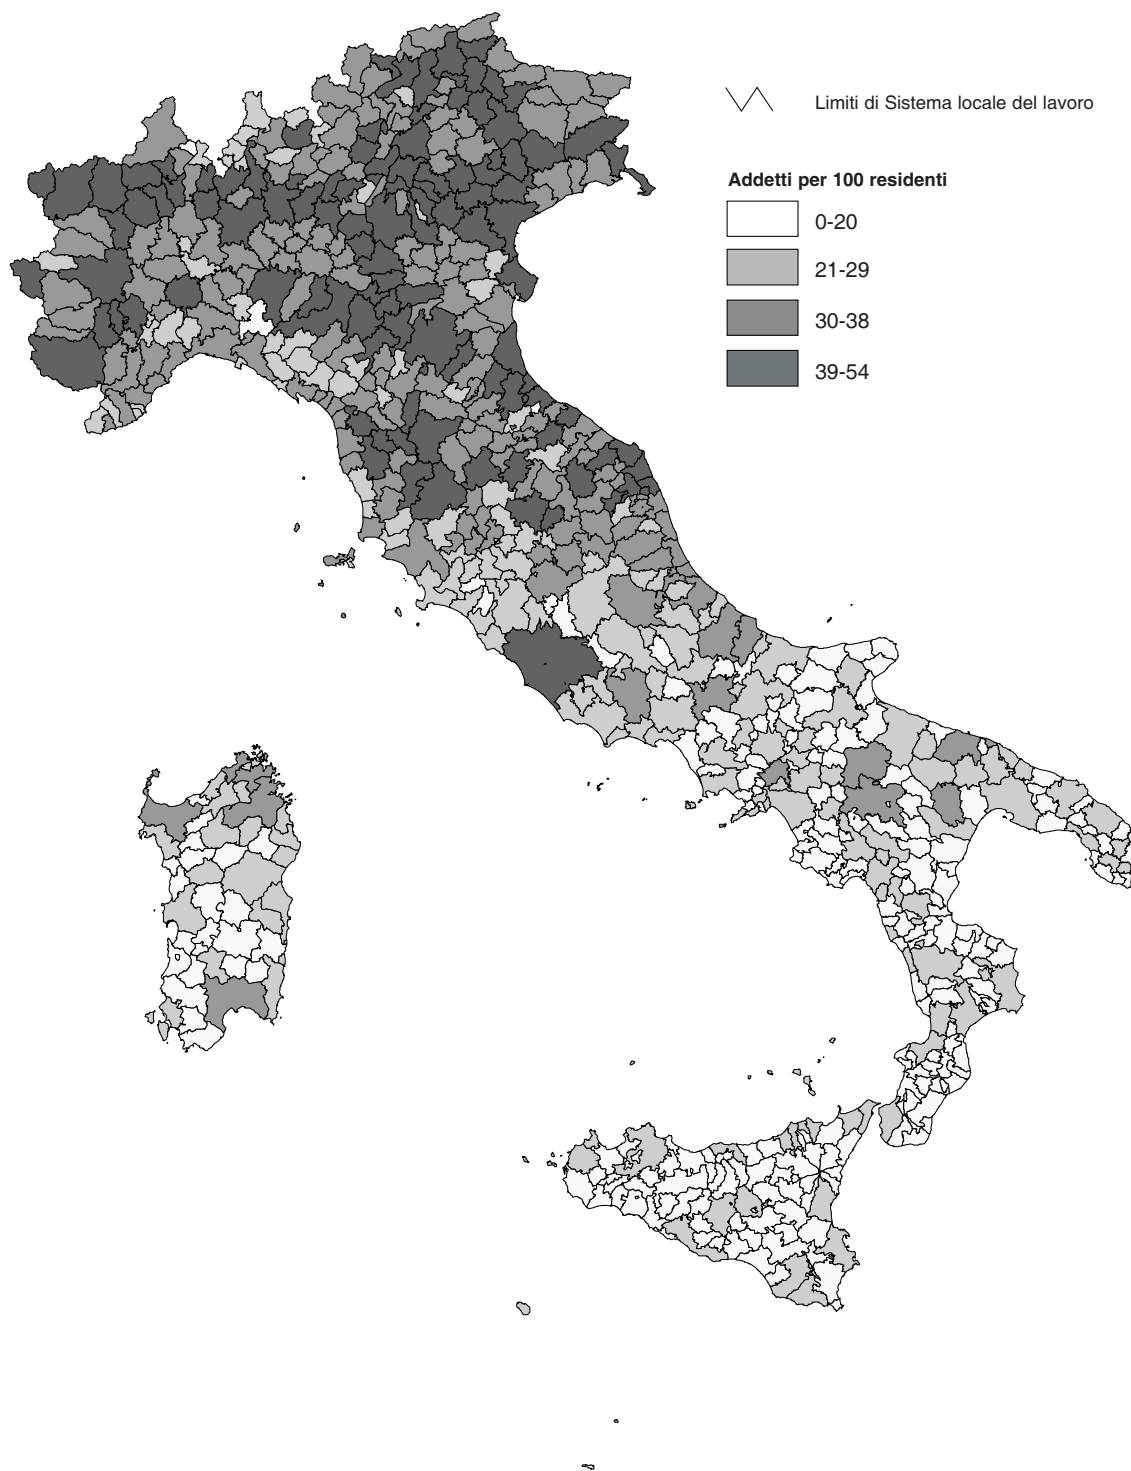 Limiti di Sistema locale del lavoro
Addetti per 100 residenti
0-20
21-29
30-38
39-54